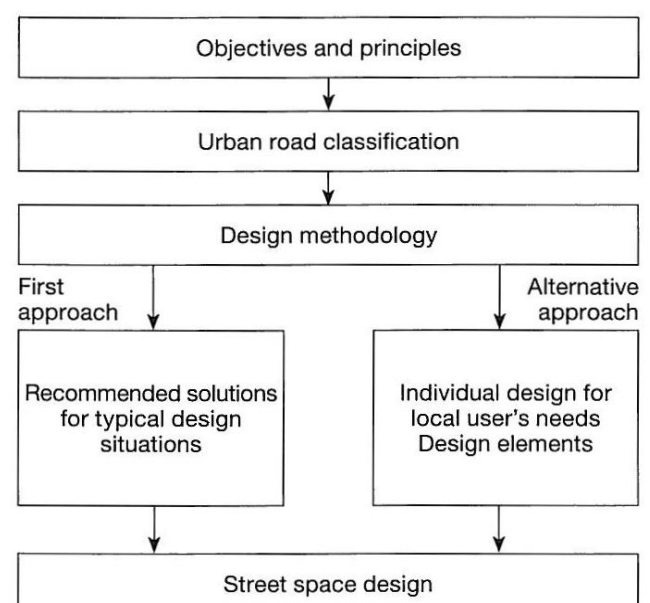 Objectives and principles
Urban road classification
Design methodology
First
approach
Alternative
approach
Recommended solutions
for typical design
situations
Individual design for
local user's needs
Design elements
Street space design